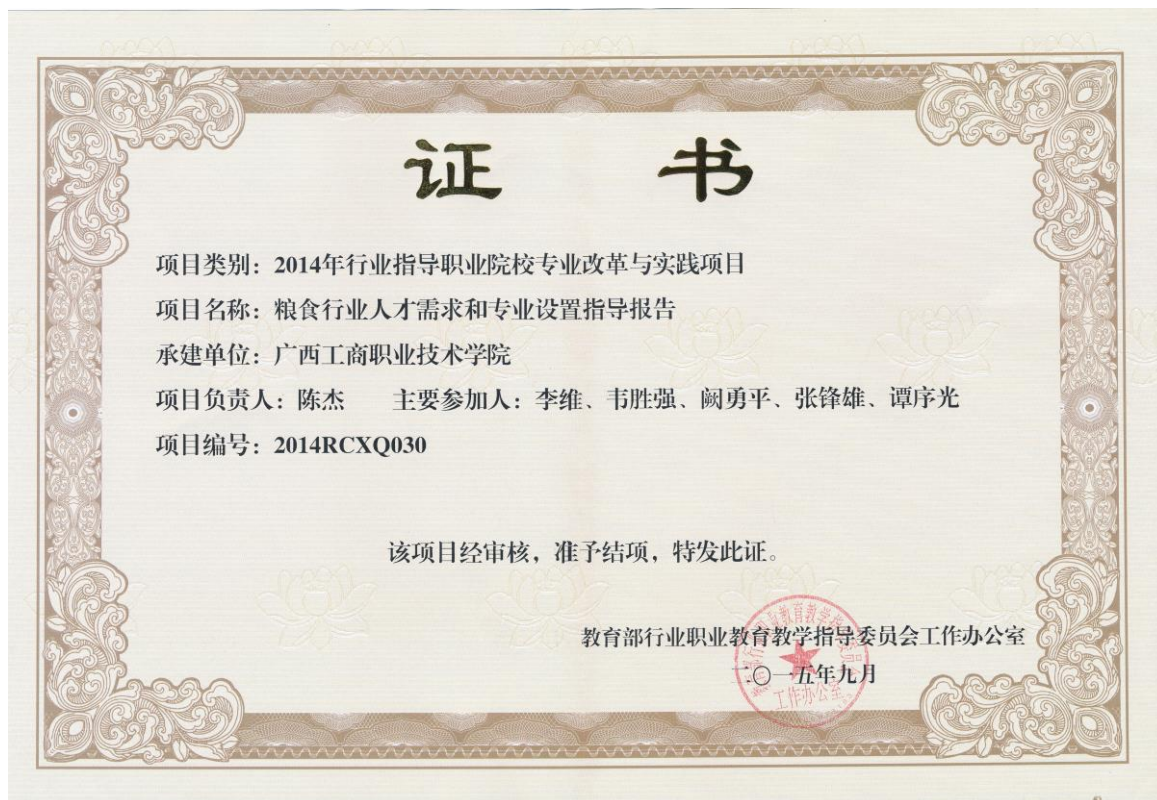 证 书
项目类别：2014年行业指导职业院校专业改革与实践项目
项目名称：粮食行业人才需求和专业设置指导报告
承建单位：广西工商职业技术学院
项目负责人：陈杰 主要参加人：李维、韦胜强、阙勇平、张锋雄、谭序光
项目编号：2014RCXQ030
该项目经审核，准予结项，特发此证。
教育部行业职业教育教学指导委员会工作办公室
二〇一五年九月
工作办公室